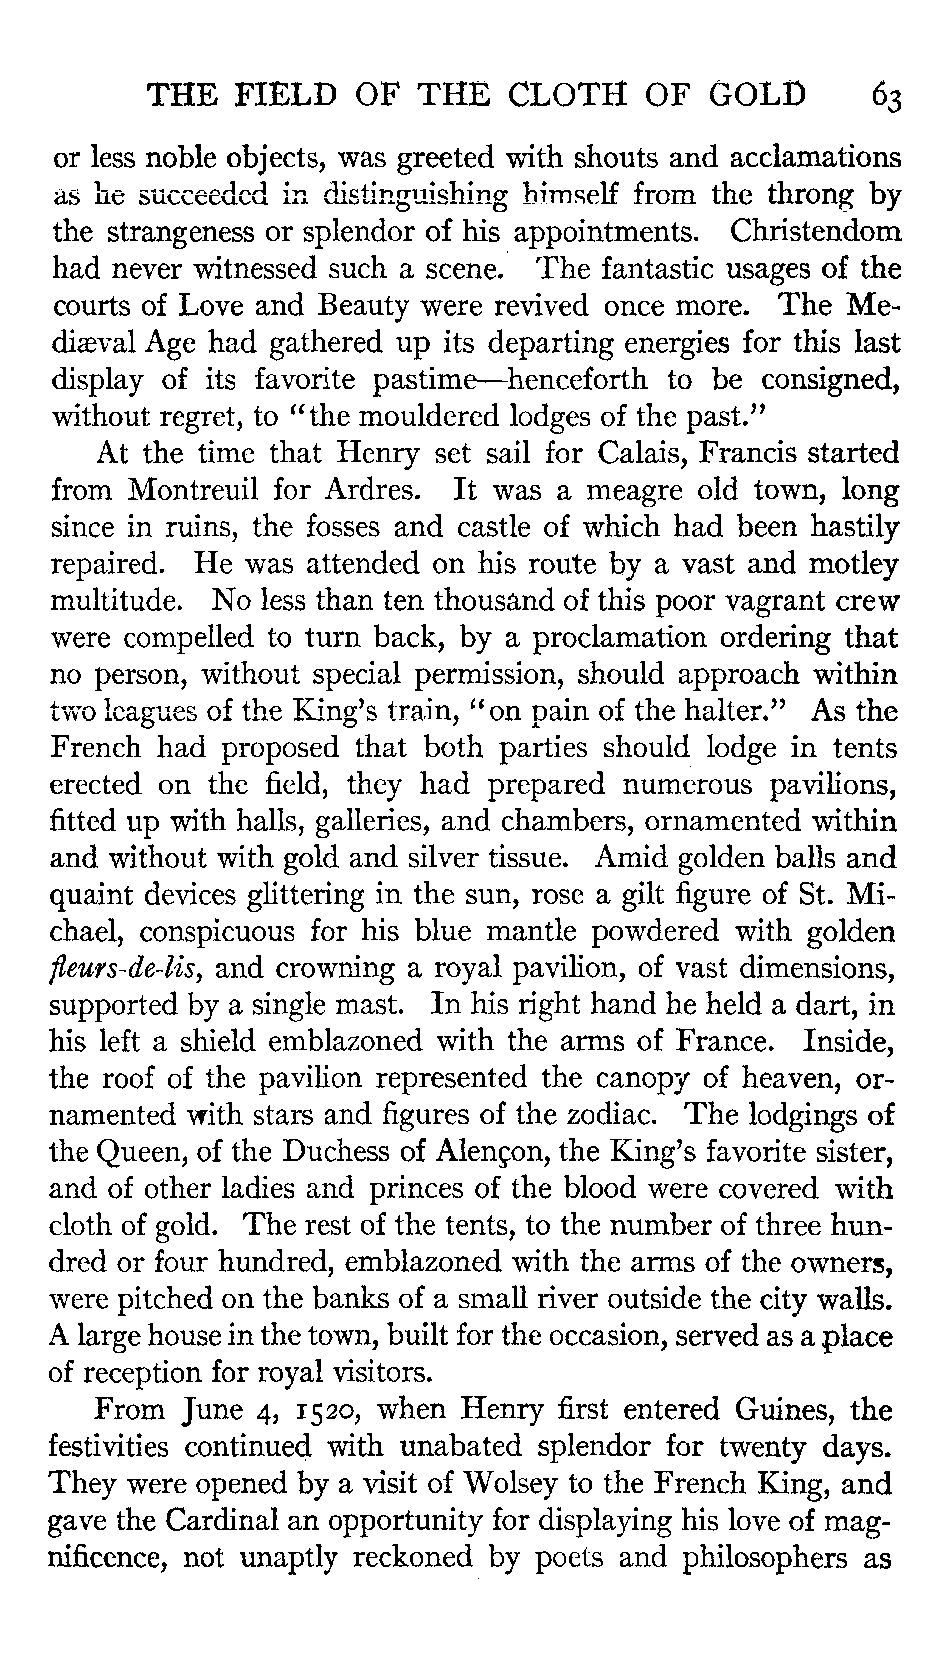 THE FIELD OF THE CLOTH OF GOLD 63
or less noble objects, was greeted with shouts and acclamations
as he succeeded in distinguishing himself from the throng by
the strangeness or splendor of his appointments. Christendom
had never witnessed such a scene. The fantastic usages of the
courts of Love and Beauty were revived once more. The Me-
diæval Age had gathered up its departing energies for this last
display of its favorite pastime—henceforth to be consigned,
without regret, to "the mouldered lodges of the past."
At the time that Henry set sail for Calais, Francis started
from Montreuil for Ardres. It was a meagre old town, long
since in ruins, the fosses and castle of which had been hastily
repaired. He was attended on his route by a vast and motley
multitude. No less than ten thousand of this poor vagrant crew
were compelled to turn back, by a proclamation ordering that
no person, without special permission, should approach within
two leagues of the King's train, "on pain of the halter." As the
French had proposed that both parties should lodge in tents
erected on the field, they had prepared numerous pavilions,
fitted up with halls, galleries, and chambers, ornamented within
and without with gold and silver tissue. Amid golden balls and
quaint devices glittering in the sun, rose a gilt figure of St. Mi-
chael, conspicuous for his blue mantle powdered with golden
fleurs-de-lis, and crowning a royal pavilion, of vast dimensions,
supported by a single mast. In his right hand he held a dart, in
his left a shield emblazoned with the arms of France. Inside,
the roof of the pavilion represented the canopy of heaven, or-
namented with stars and figures of the zodiac. The lodgings of
the Queen, of the Duchess of Alençon, the King's favorite sister,
and of other ladies and princes of the blood were covered with
cloth of gold. The rest of the tents, to the number of three hun-
dred or four hundred, emblazoned with the arms of the owners,
were pitched on the banks of a small river outside the city walls.
A large house in the town, built for the occasion, served as a place
of reception for royal visitors.
From June 4, 1520, when Henry first entered Guines, the
festivities continued with unabated splendor for twenty days.
They were opened by a visit of Wolsey to the French King, and
gave the Cardinal an opportunity for displaying his love of mag-
nificence, not unaptly reckoned by poets and philosophers as